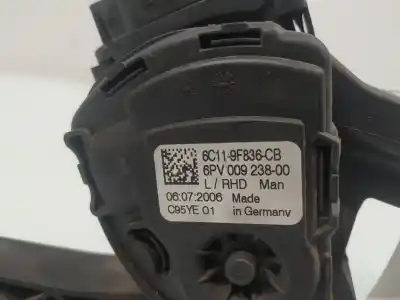 6C11-9F836-CB
6PV 009 238-00
L / RHD Man
06:07:2006 Made
C95YE 01 in Germany